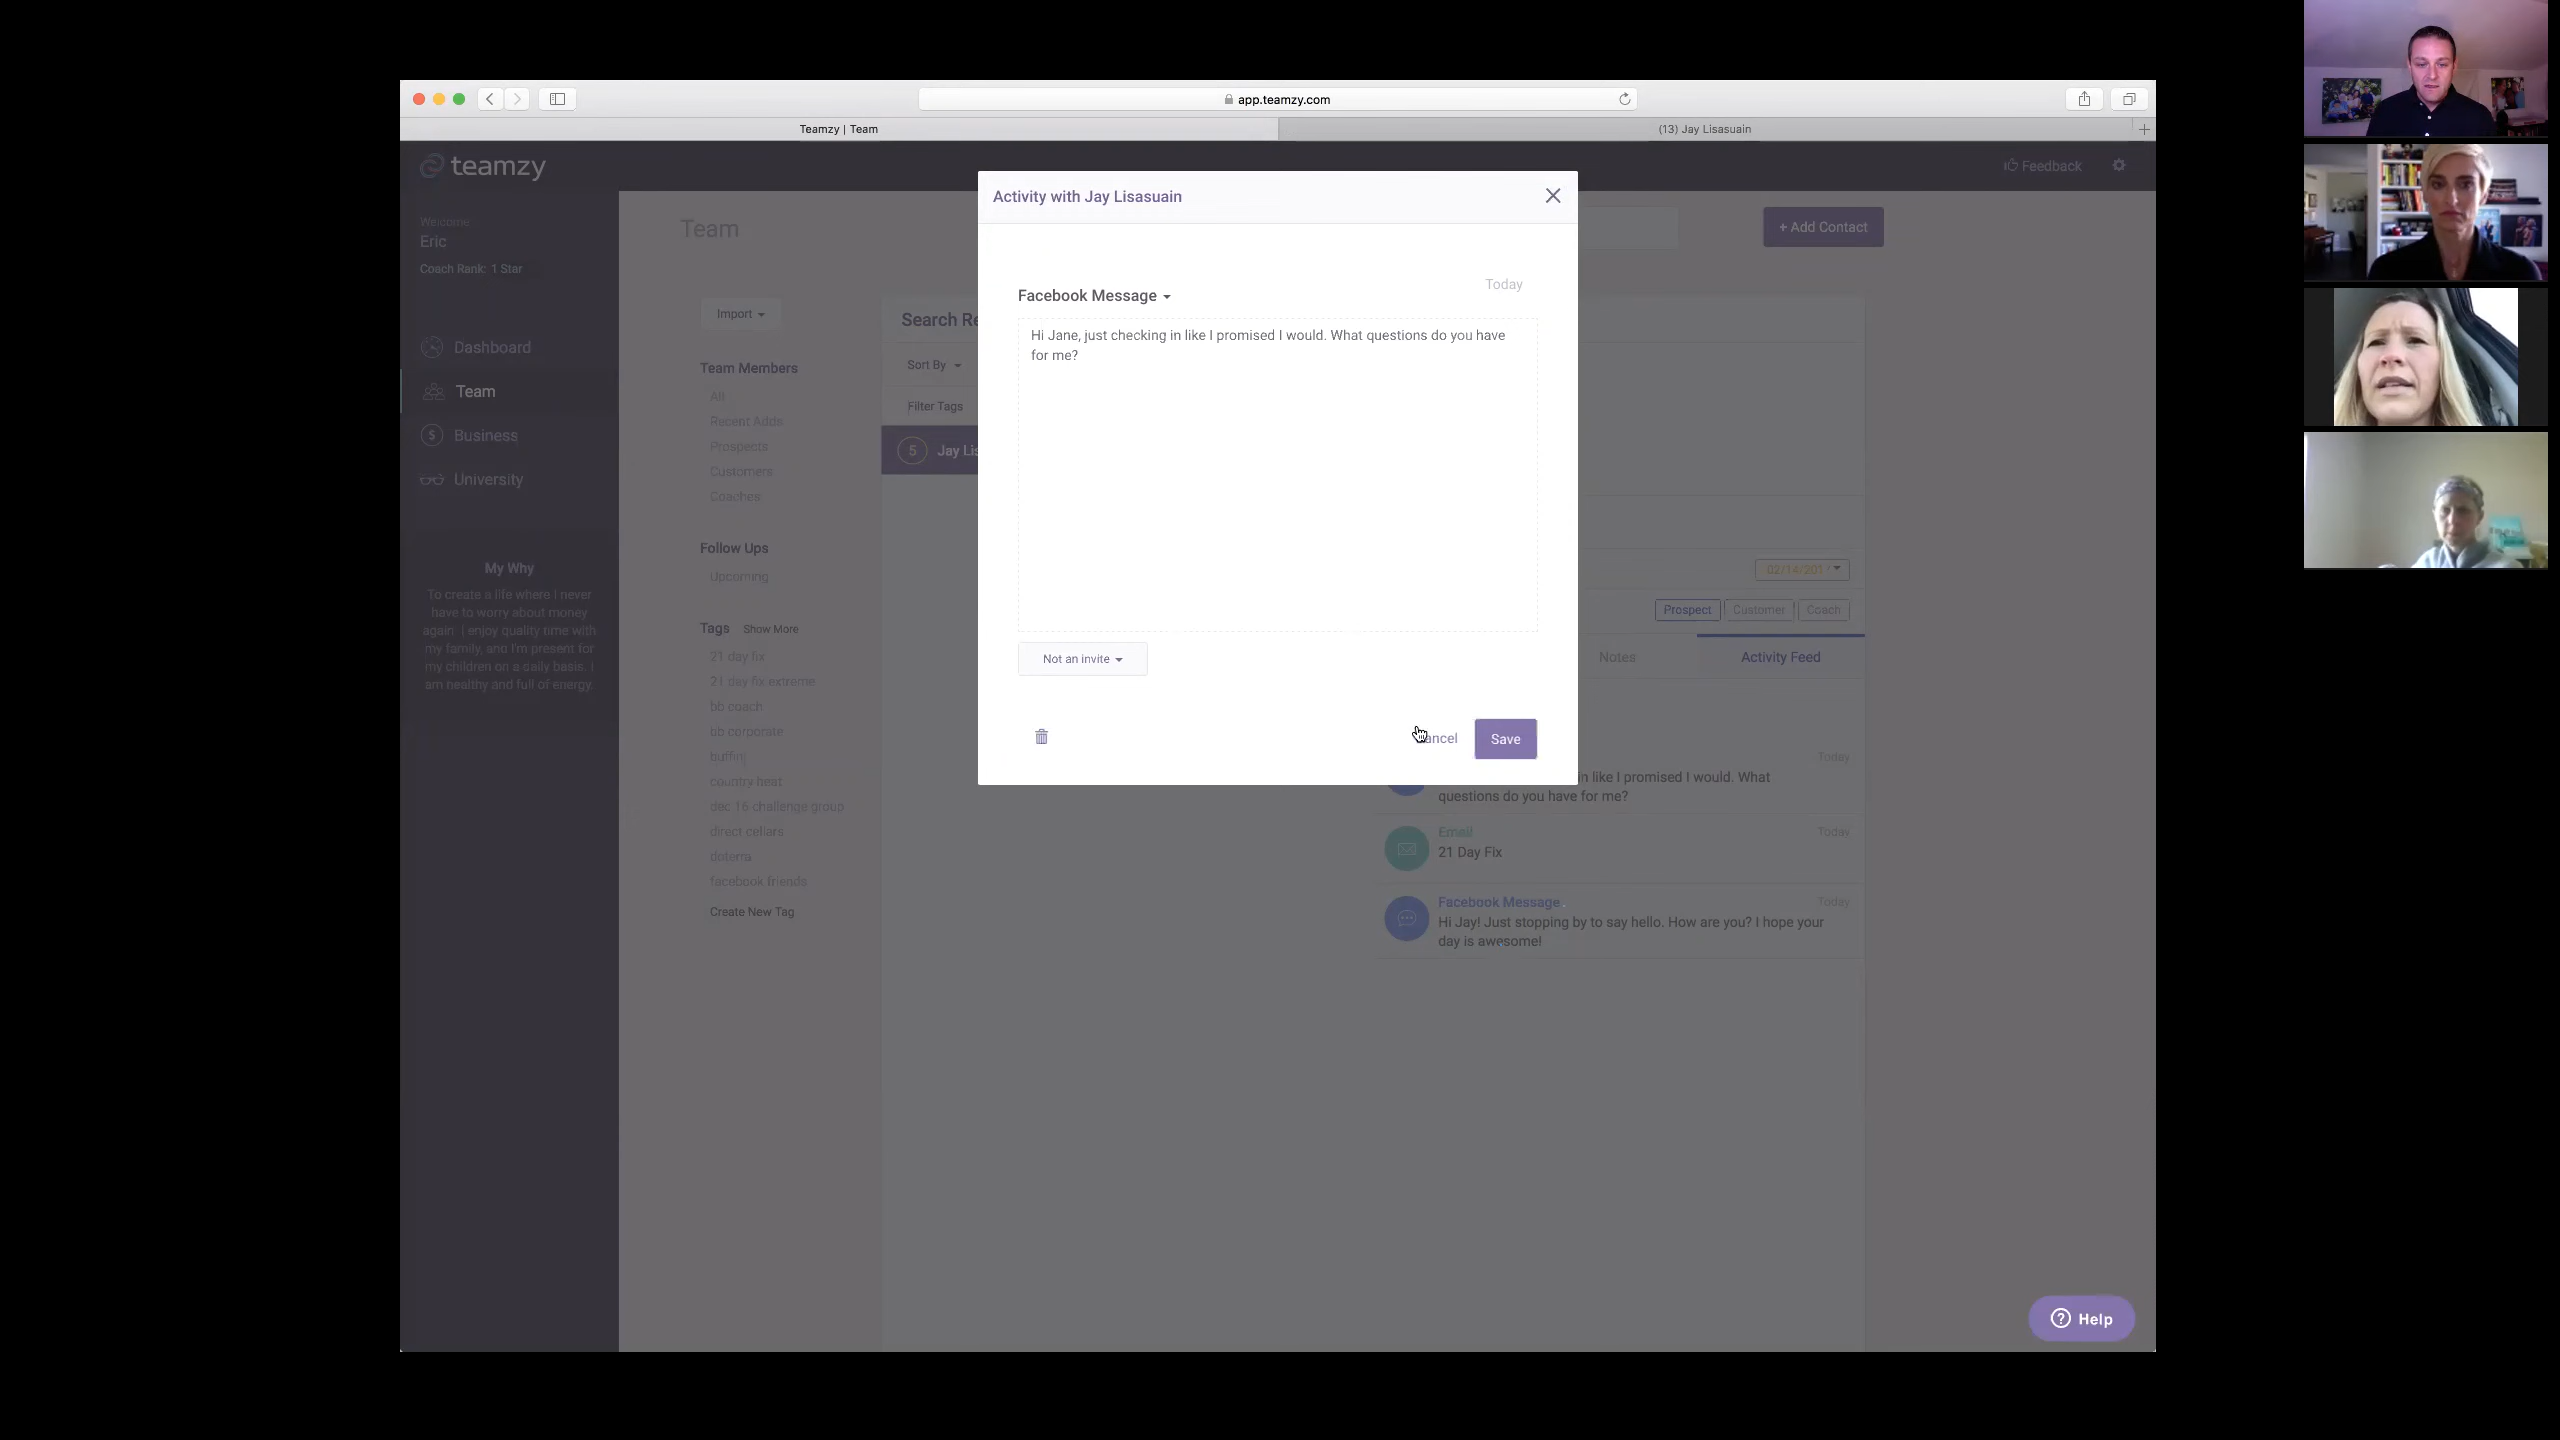 app.teamzy.com
Teamzy | Team
(13) Jay Lisasuain
teamzy
Feedback
Welcome
Eric
Coach Rank: 1 Star
Dashboard
Team
Business
University
My Why
To create a life where I never
have to worry about money
again. I enjoy quality time with
my family, and I'm present for
my children on a daily basis. I
am healthy and full of energy.
Team
+ Add Contact
Import
Team Members
All
Recent Adds
Prospects
Customers
Coaches
Follow Ups
Upcoming
Tags Show More
21 day fix
21 day fix extreme
bb coach
bb corporate
buffini
country heat
dec 16 challenge group
direct cellars
doterra
facebook friends
Create New Tag
Search Re
Sort By
Filter Tags
5 Jay Lis
Activity with Jay Lisasuain
Today
Facebook Message
Hi Jane, just checking in like I promised I would. What questions do you have
for me?
Not an invite
ancel
Save
02/14/201
Prospect Customer Coach
Notes Activity Feed
Today
in like I promised I would. What
questions do you have for me?
Email Today
21 Day Fix
Facebook Message Today
Hi Jay! Just stopping by to say hello. How are you? I hope your
day is awesome!
Help